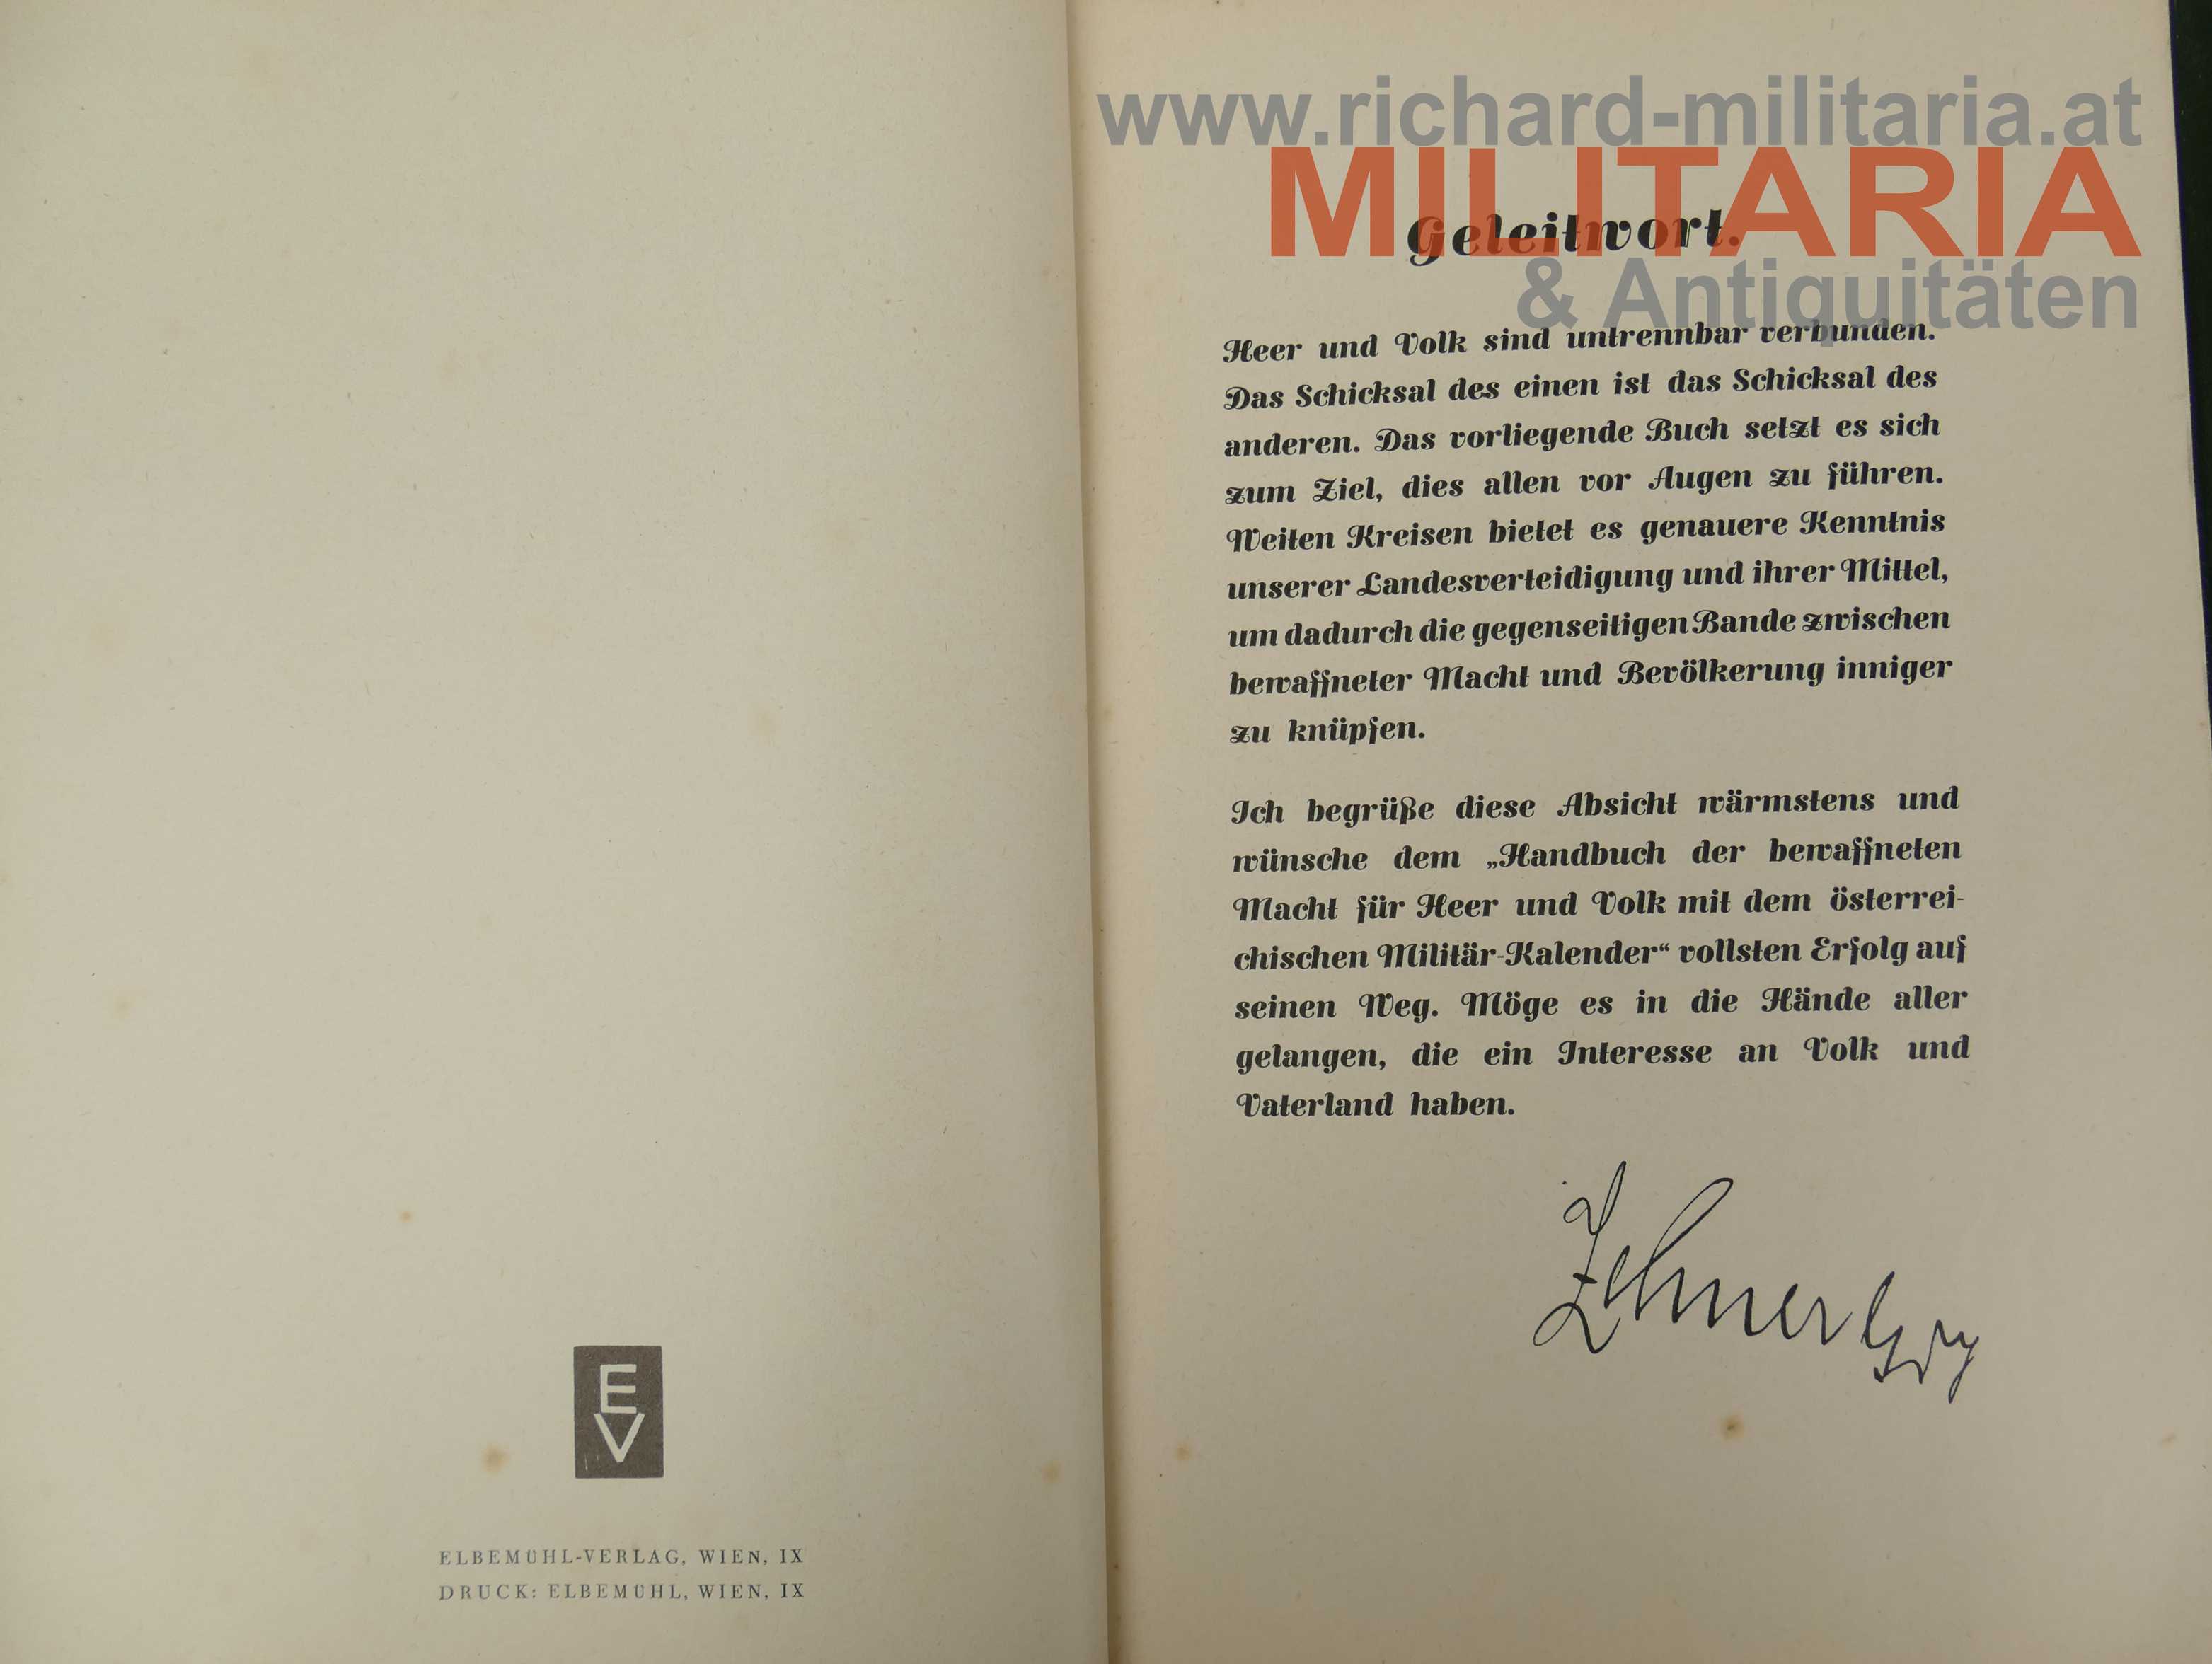 E
V
ELBEMÜHL-VERLAG, WIEN, IX
DRUCK: ELBEMÜHL, WIEN, IX
www.richard-militaria.at
MILITARIA
& Antiquitäten
Geleitwort.
Heer und Volk sind untrennbar verbunden.
Das Schicksal des einen ist das Schicksal des
anderen. Das vorliegende Buch setzt es sich
zum Ziel, dies allen vor Augen zu führen.
Weiten Kreisen bietet es genauere Kenntnis
unserer Landesverteidigung und ihrer Mittel,
um dadurch die gegenseitigen Bande zwischen
bewaffneter Macht und Bevölkerung inniger
zu knüpfen.
Ich begrüße diese Absicht wärmstens und
wünsche dem „Handbuch der bewaffneten
Macht für Heer und Volk mit dem österrei-
chischen Militär-Kalender“ vollsten Erfolg auf
seinen Weg. Möge es in die Hände aller
gelangen, die ein Interesse an Volk und
Vaterland haben.
Zehner